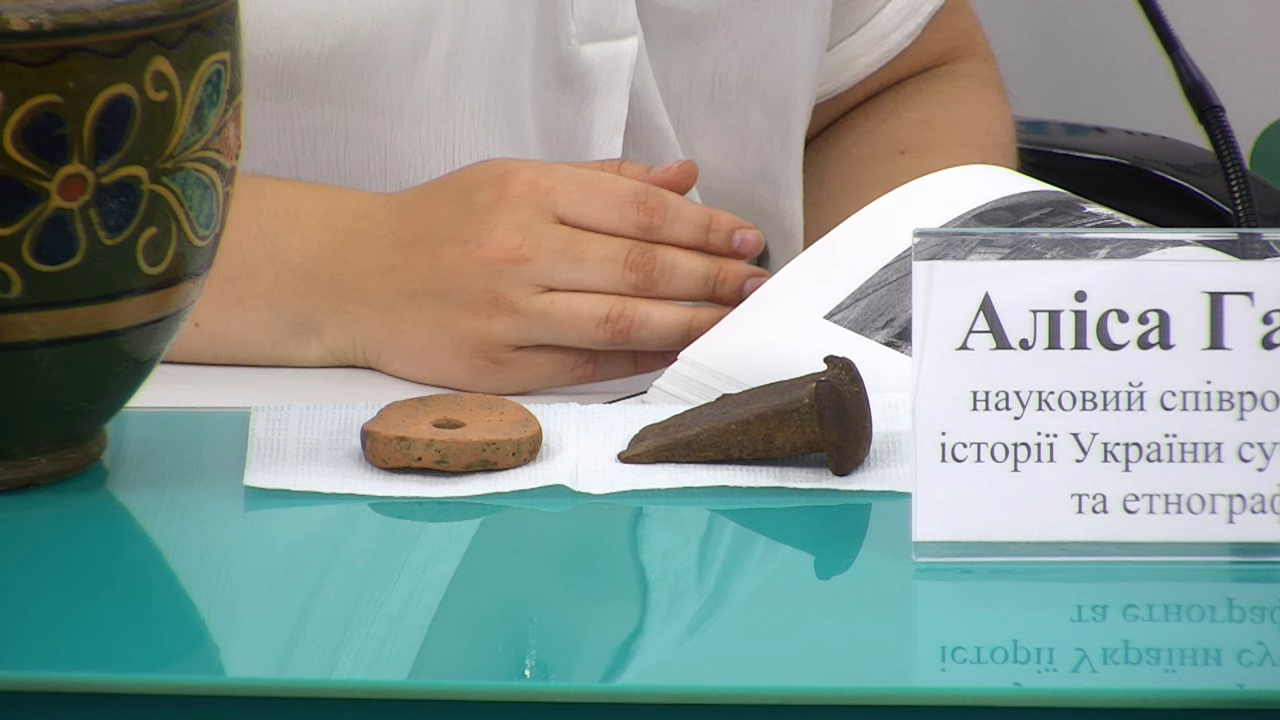 Аліса Га
науковий співро
історії України су
та етнограф